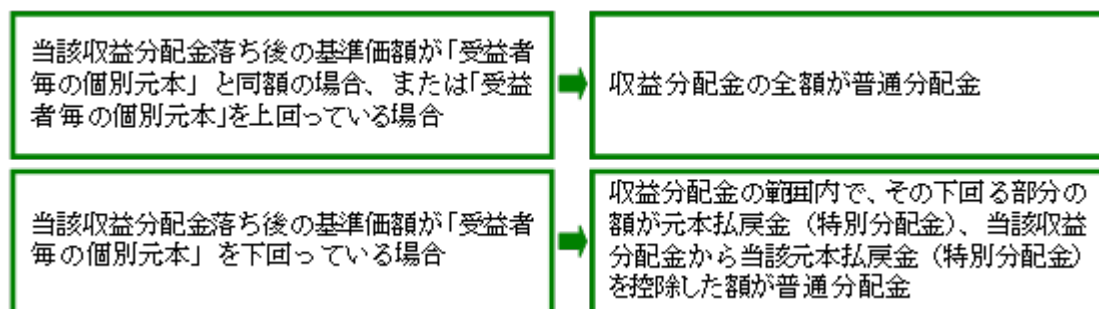 当該収益分配金落ち後の基準価額が「受益者
毎の個別元本」と同額の場合、または「受益
者毎の個別元本」を上回っている場合
収益分配金の全額が普通分配金
当該収益分配金落ち後の基準価額が「受益者
毎の個別元本」を下回っている場合
収益分配金の範囲内で、その下回る部分の
額が元本払戻金（特別分配金）、当該収益
分配金から当該元本払戻金（特別分配金）
を控除した額が普通分配金